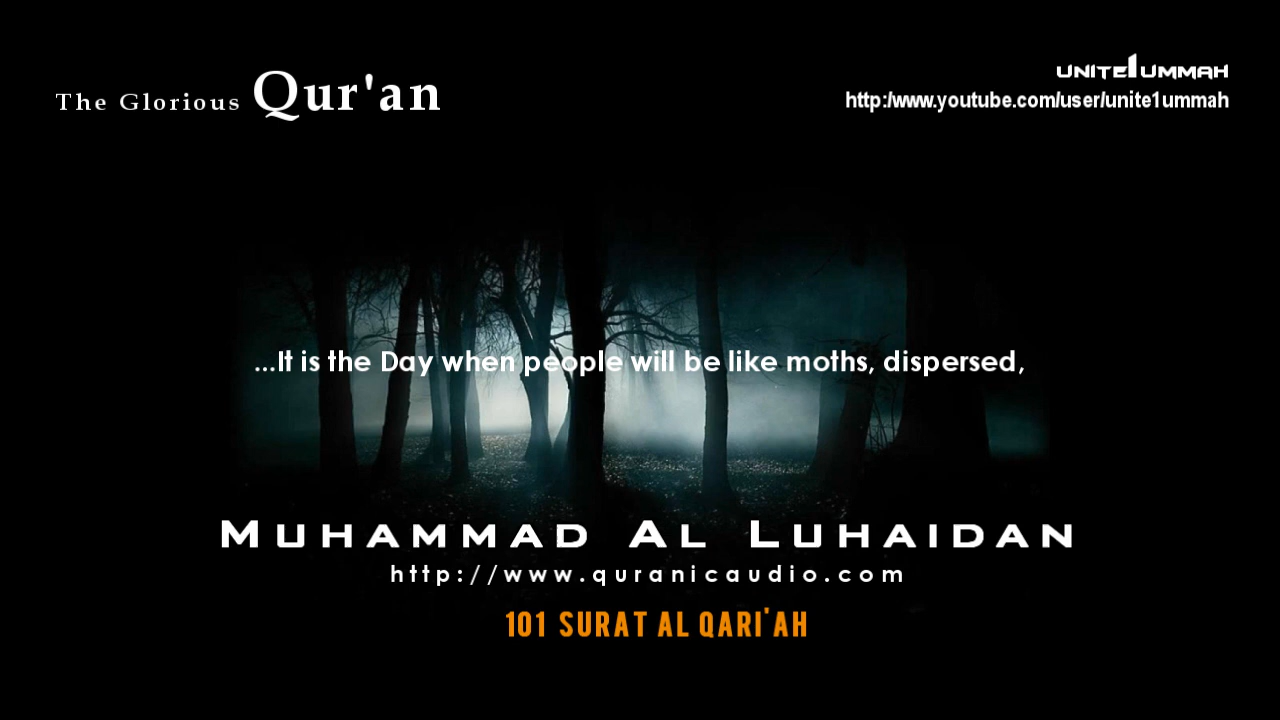 The Glorious Qur'an
UNITE1UMMAH
http:/www.youtube.com/user/unite1ummah
...It is the Day when people will be like moths, dispersed,
MUHAMMAD AL LUHAIDAN
http://www.quranicaudio.com
101 SURAT AL QARI'AH